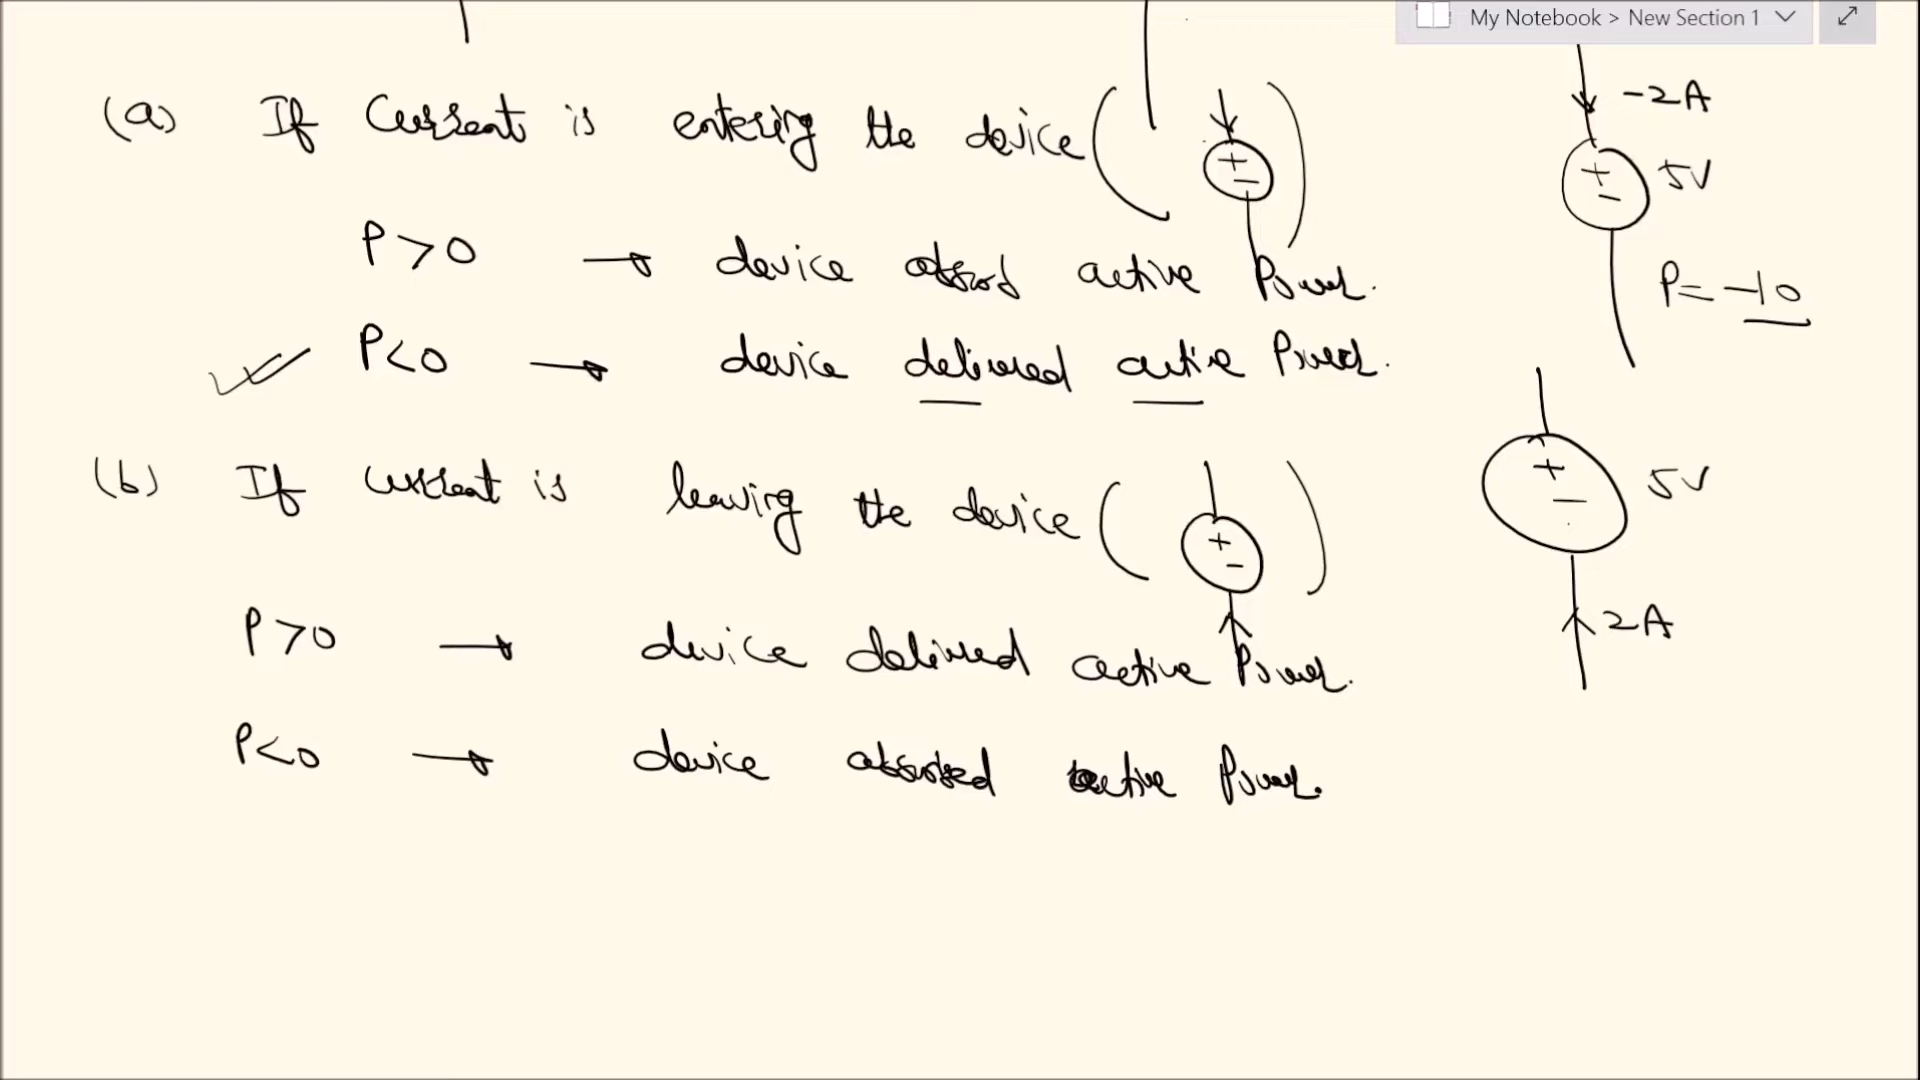 My Notebook > New Section 1
(a) If Current is entering the device ( + - )
-2A
+ - 5V
P>0 → device absorb active Power.
P= -10
P<0 → device delivered active Power.
(b) If current is leaving the device ( + - )
+ - 5V
2A
P>0 → device delivered active Power.
P<0 → device absorbed active Power.